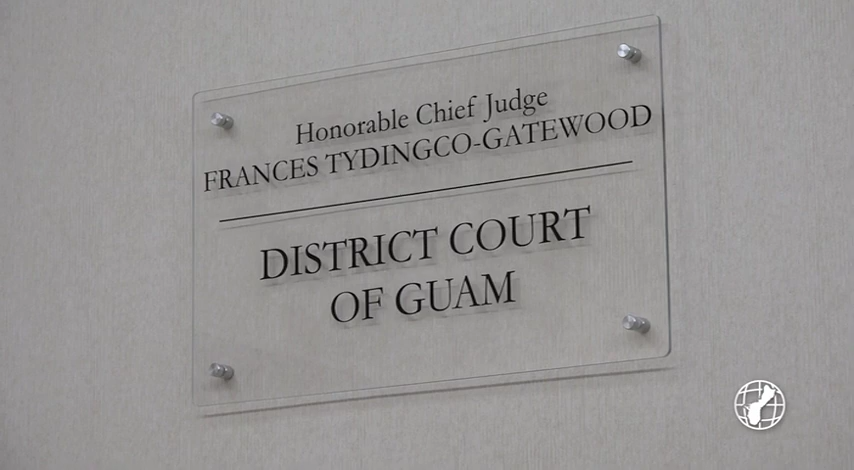 Honorable Chief Judge
FRANCES TYDINGCO-GATEWOOD
DISTRICT COURT
OF GUAM